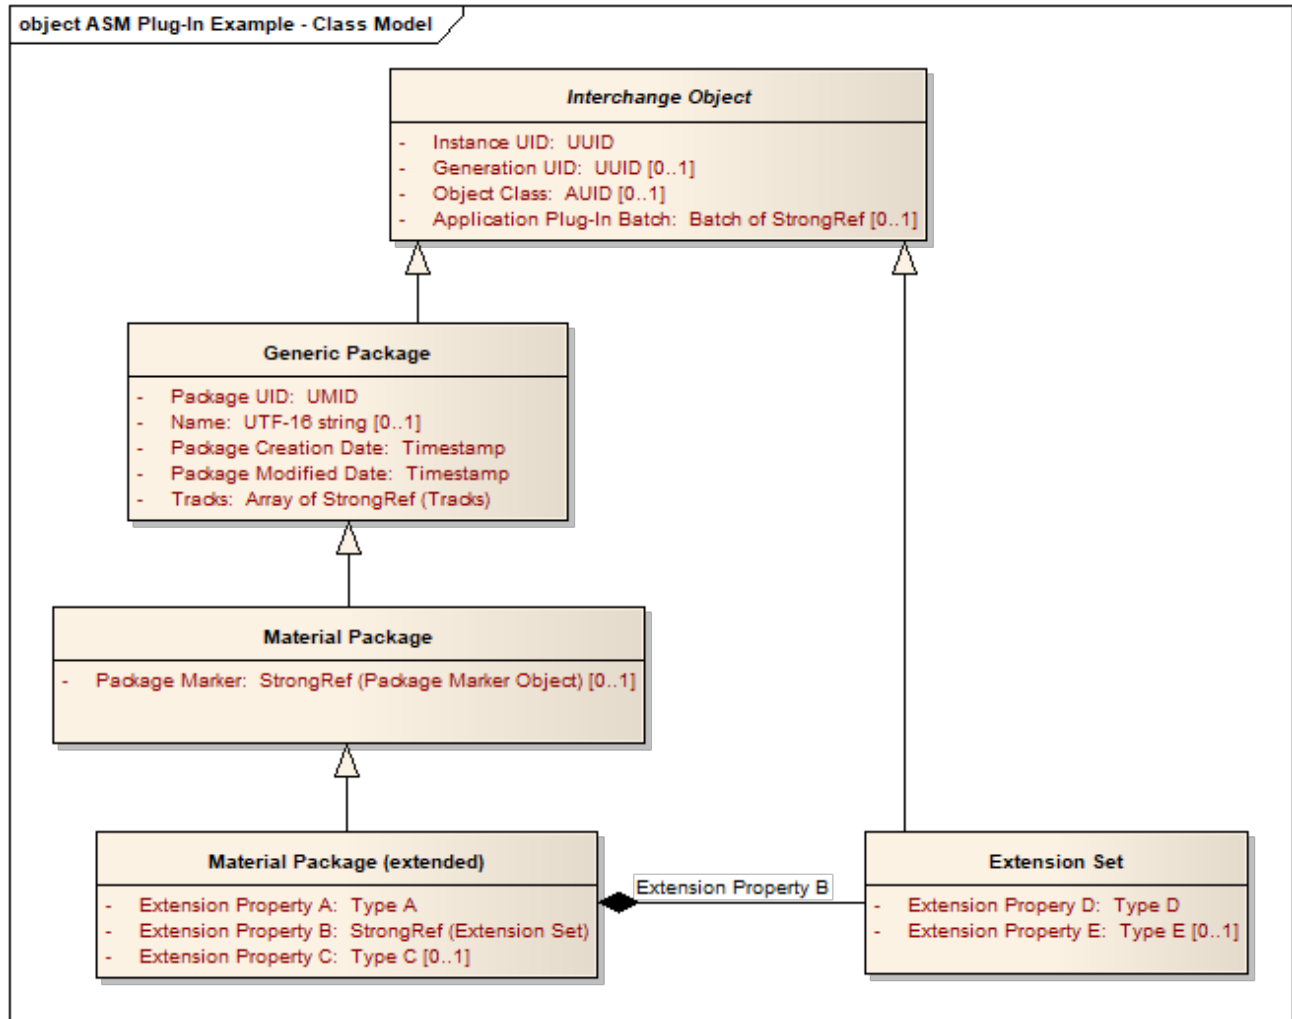 object ASM Plug-In Example - Class Model
Interchange Object
- Instance UID: UUID
- Generation UID: UUID [0..1]
- Object Class: AUID [0..1]
- Application Plug-In Batch: Batch of StrongRef [0..1]
Generic Package
- Package UID: UMID
- Name: UTF-16 string [0..1]
- Package Creation Date: Timestamp
- Package Modified Date: Timestamp
- Tracks: Array of StrongRef (Tracks)
Material Package
- Package Marker: StrongRef (Package Marker Object) [0..1]
Material Package (extended)
- Extension Property A: Type A
- Extension Property B: StrongRef (Extension Set)
- Extension Property C: Type C [0..1]
Extension Property B
Extension Set
- Extension Propery D: Type D
- Extension Property E: Type E [0..1]